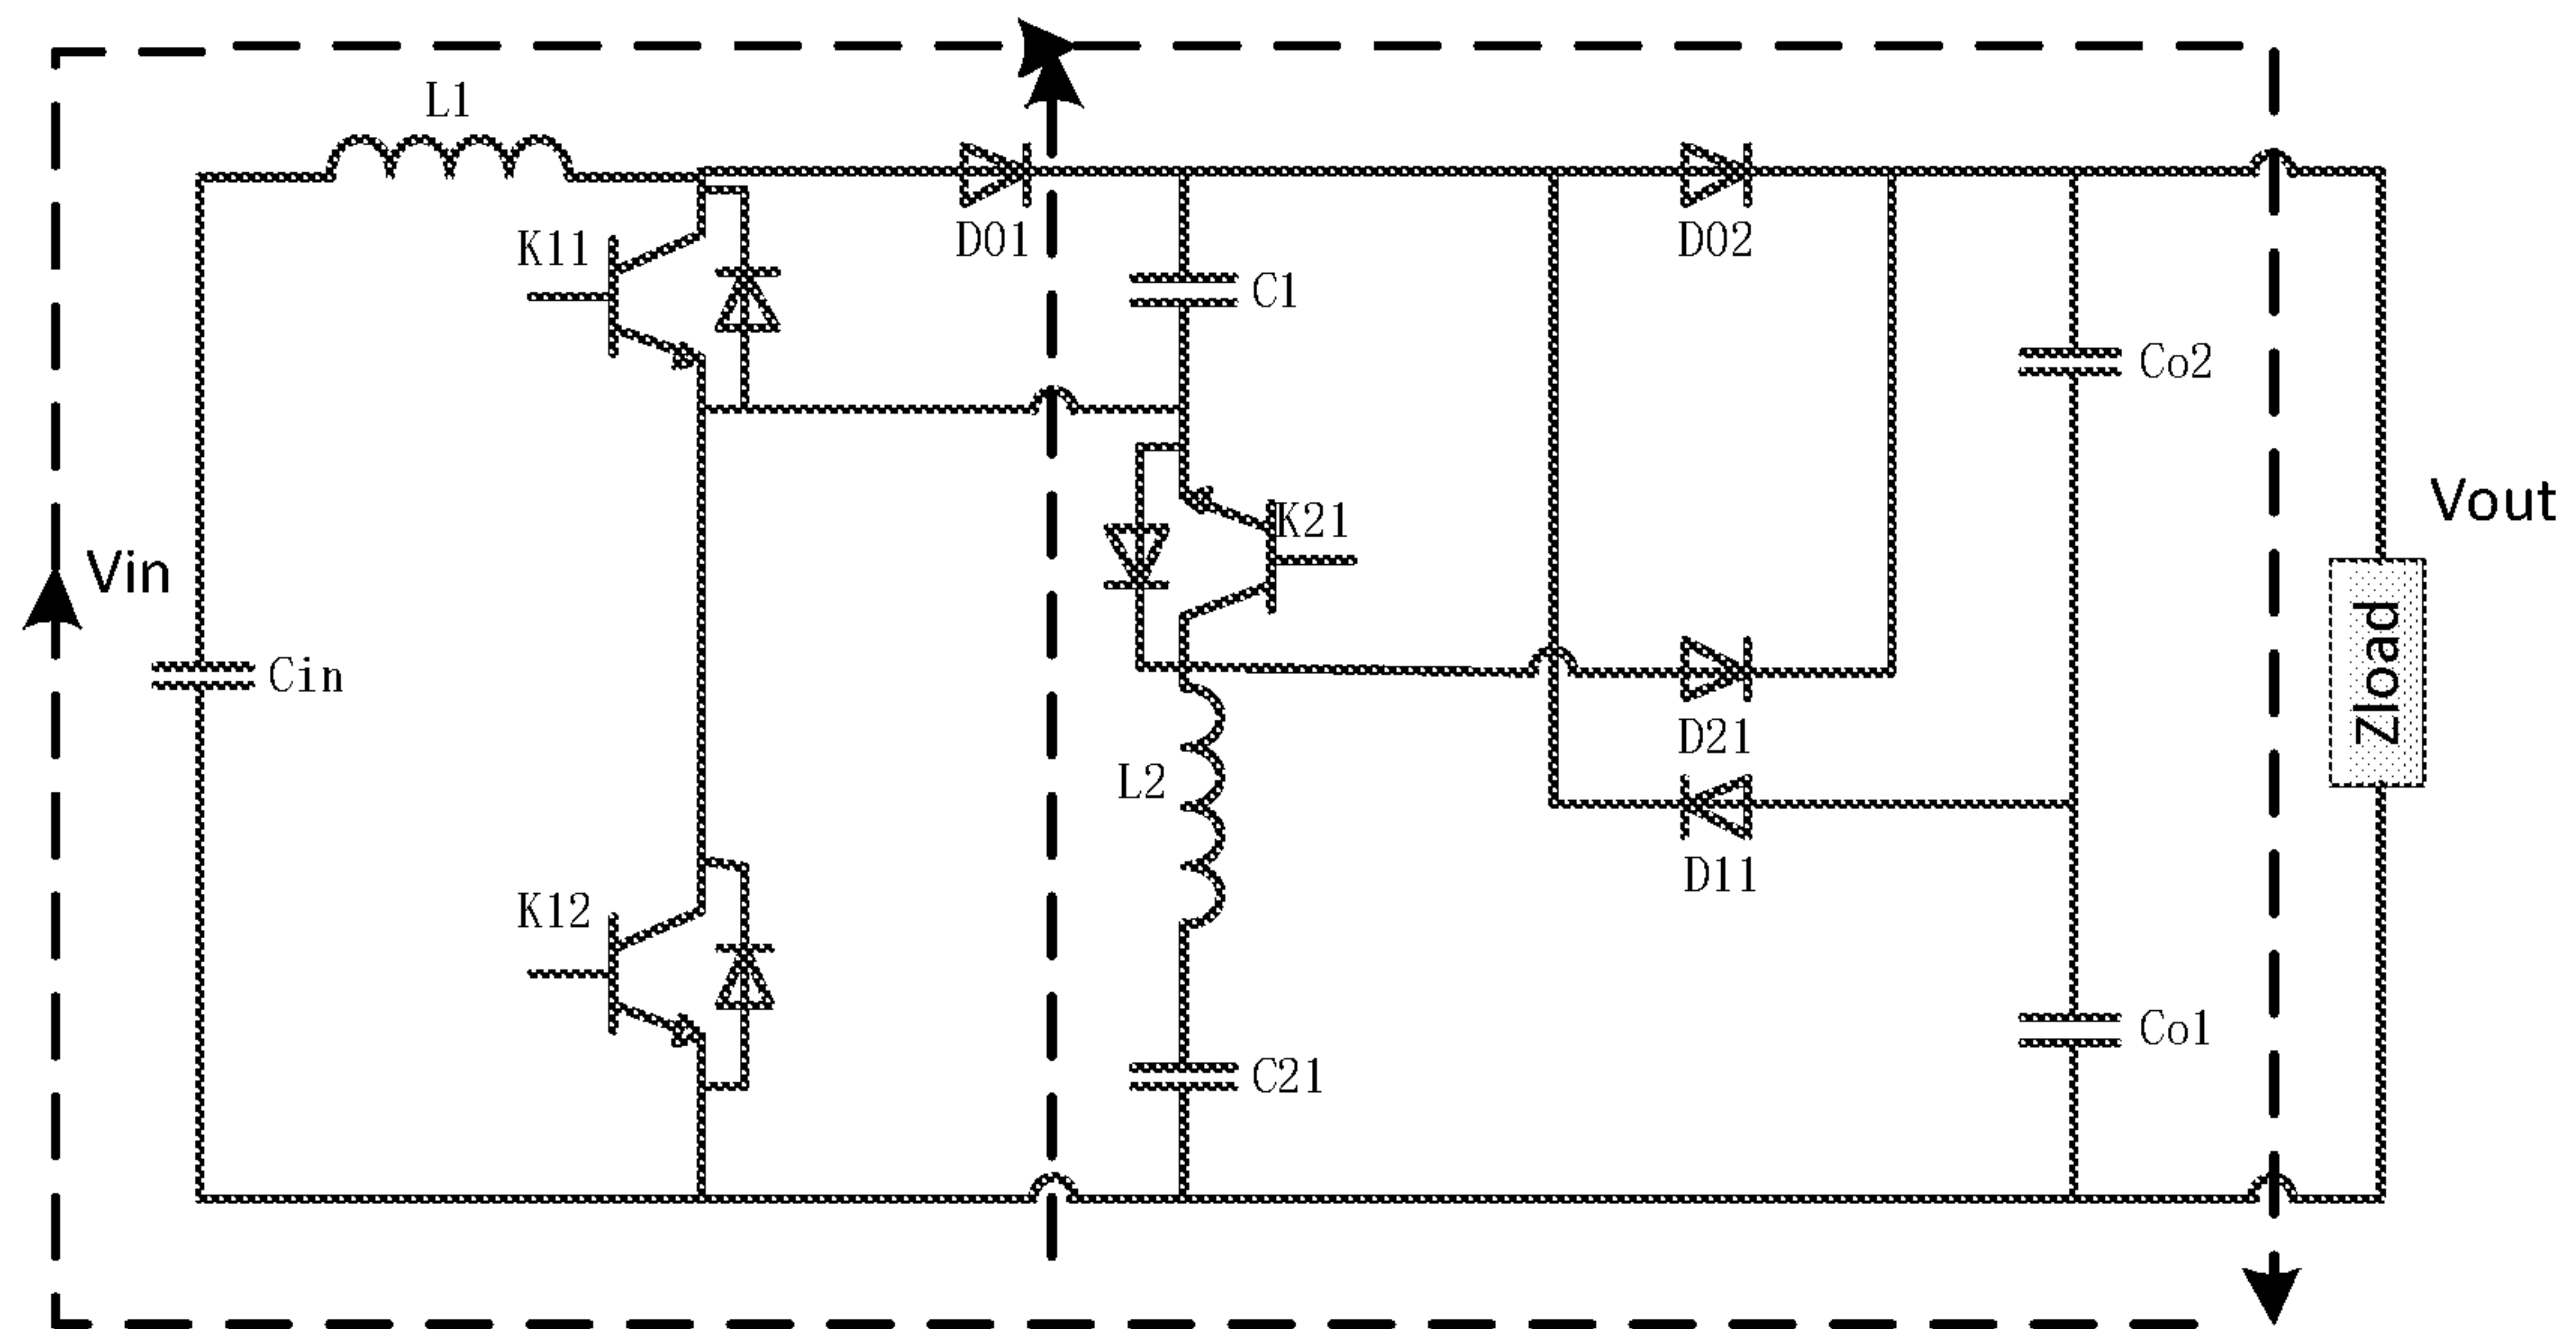 L1
K11
D01
D02
C1
Co2
K21
Vout
Vin
Cin
Zload
D21
L2
D11
K12
Co1
C21